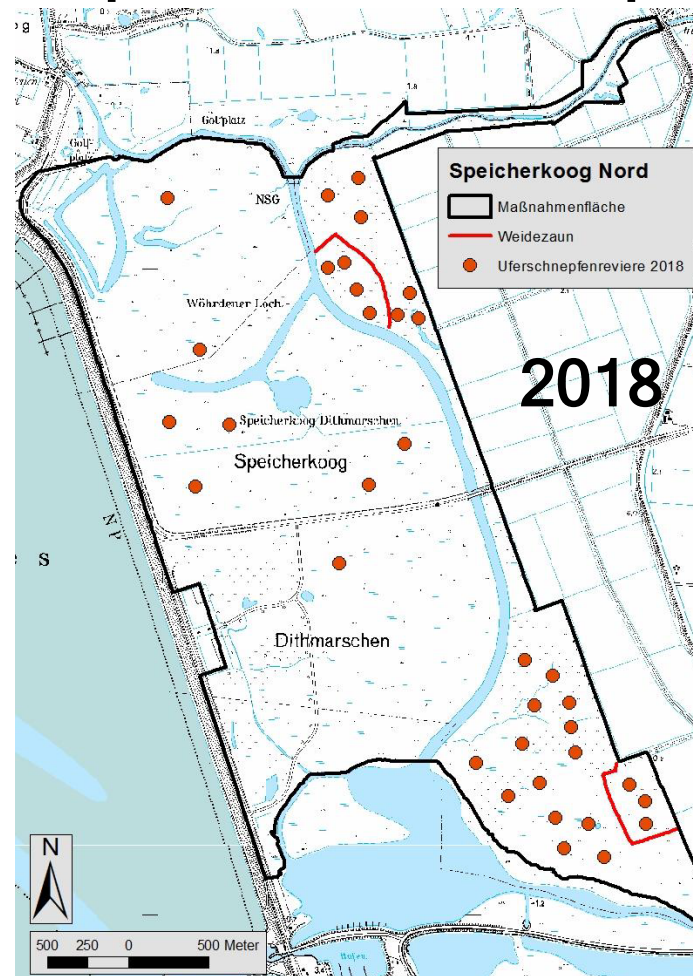 Golfplatz
Golf-
platz
NSG
Speicherkoog Nord
Maßnahmenfläche
Weidezaun
Uferschnepfenreviere 2018
Wöhrdener Loch
2018
Speicherkoog Dithmarschen
Speicherkoog
N P
e s
Dithmarschen
N
500 250 0 500 Meter